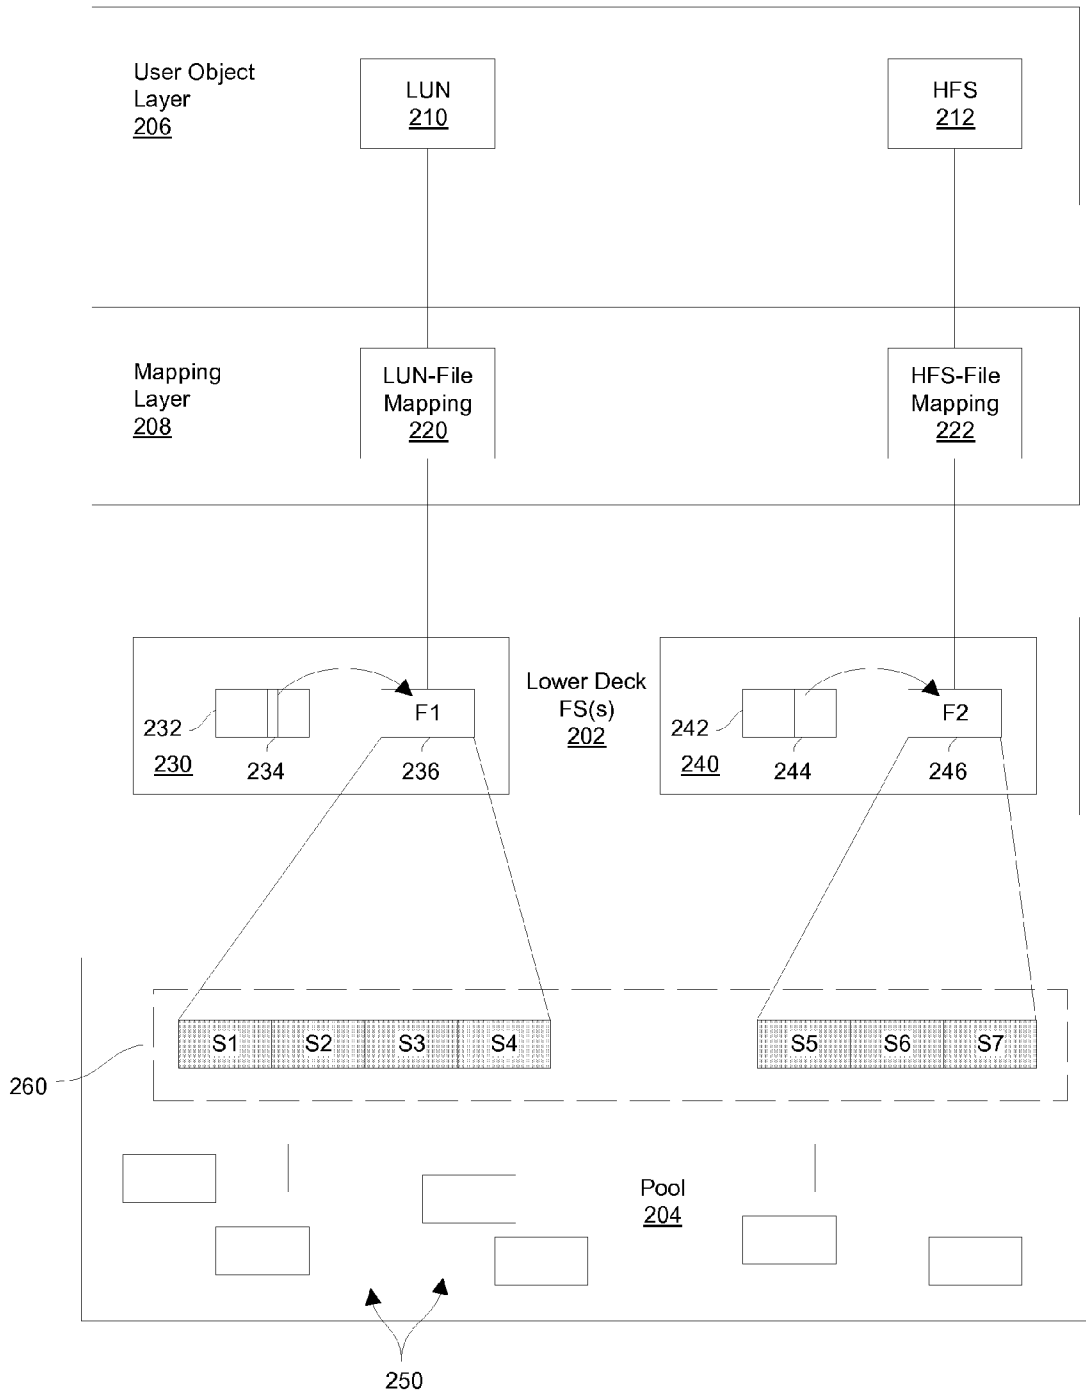 User Object
Layer
206
LUN
210
HFS
212
Mapping
Layer
208
LUN-File
Mapping
220
HFS-File
Mapping
222
Lower Deck
FS(s)
202
F1
232
230
234
236
F2
242
240
244
246
S1 S2 S3 S4
S5 S6 S7
260
Pool
204
250